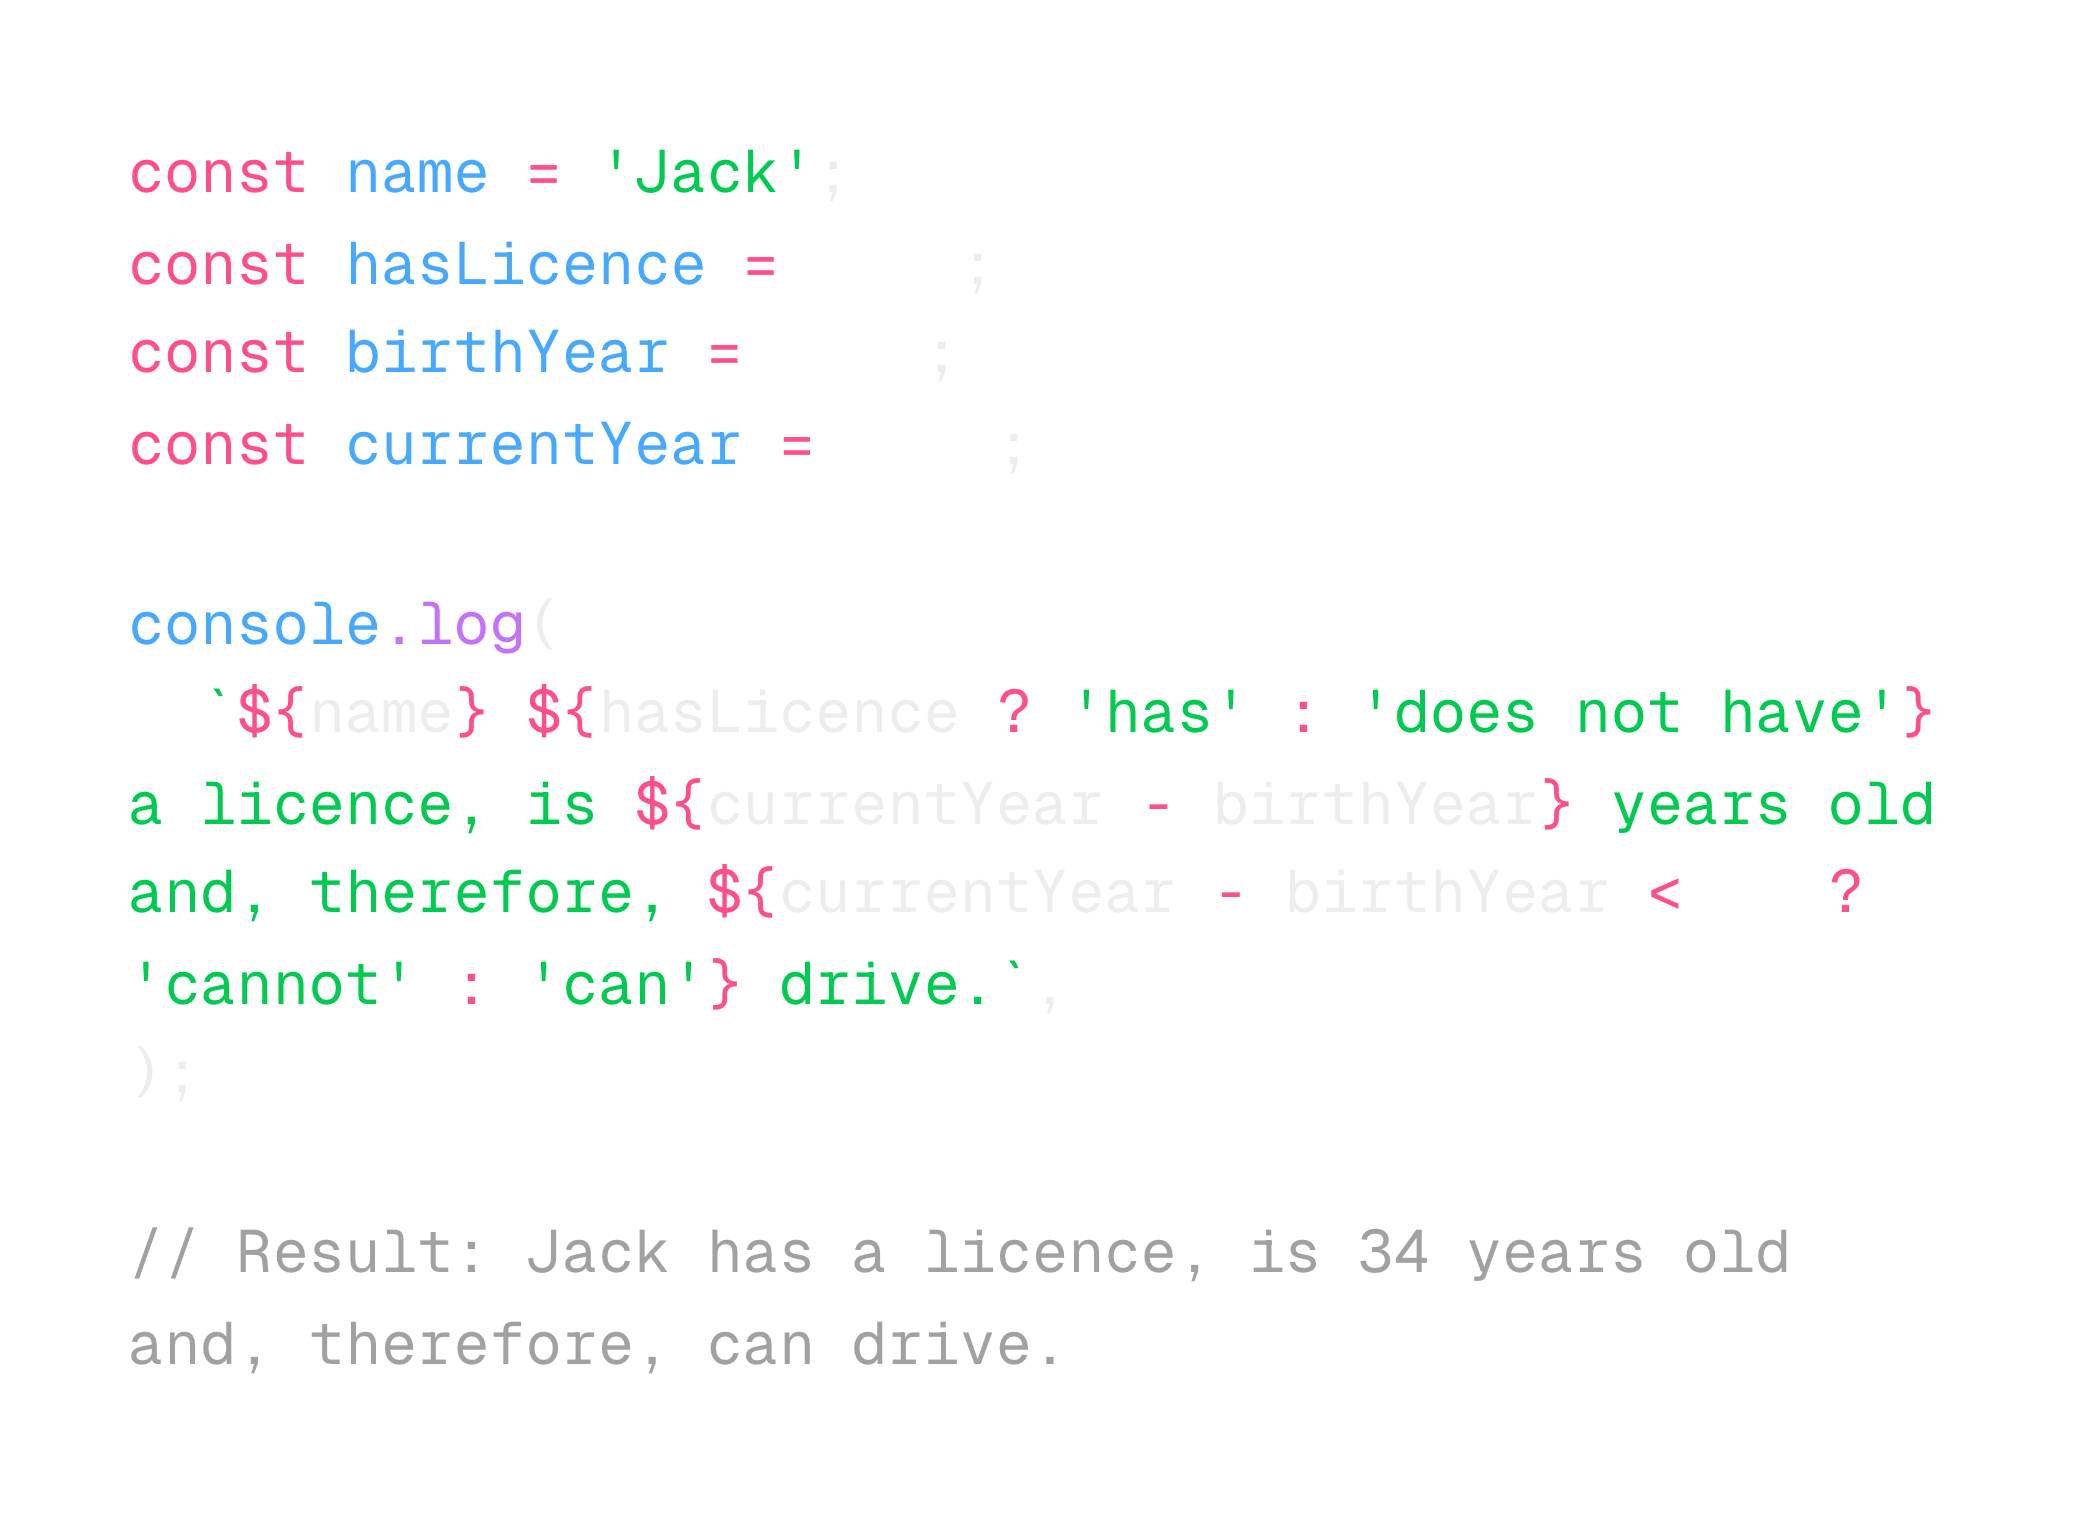 const name = 'Jack';
const hasLicence =     ;
const birthYear =     ;
const currentYear =     ;
console.log(
  `${name} ${hasLicence ? 'has' : 'does not have'}
a licence, is ${currentYear - birthYear} years old
and, therefore, ${currentYear - birthYear <    ?
'cannot' : 'can'} drive.`,
);
// Result: Jack has a licence, is 34 years old
and, therefore, can drive.